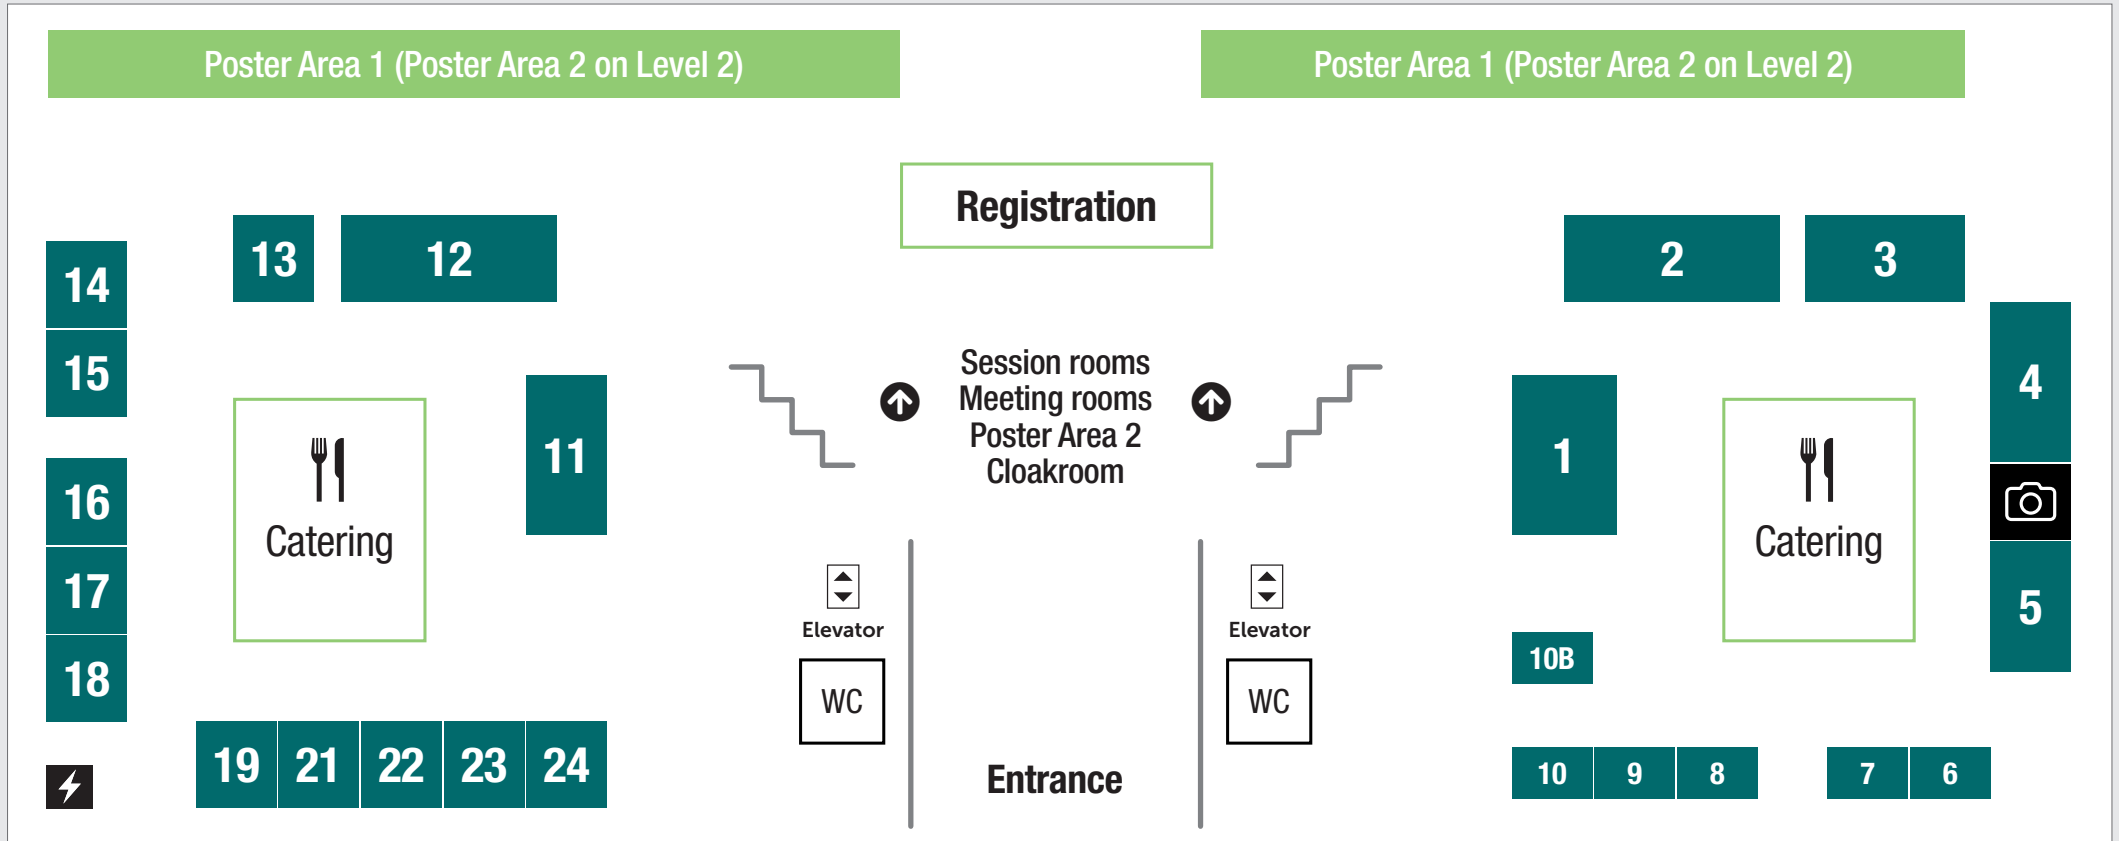 Poster Area 1 (Poster Area 2 on Level 2)
Poster Area 1 (Poster Area 2 on Level 2)
Registration
13
12
14
15
16
17
18
11
Catering
19
21
22
23
24
Session rooms
Meeting rooms
Poster Area 2
Cloakroom
Elevator
WC
Elevator
WC
Entrance
2
3
4
1
Catering
5
10B
10
9
8
7
6